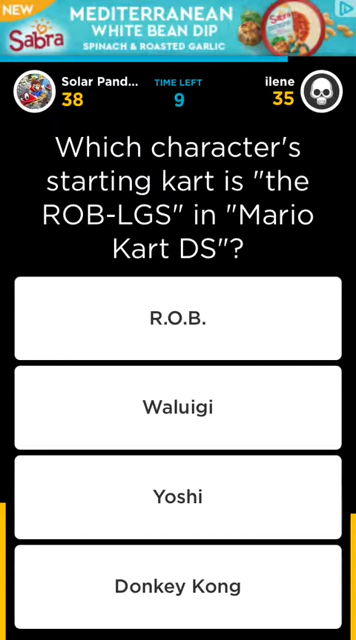 NEW
MEDITERRANEAN
WHITE BEAN DIP
SPINACH & ROASTED GARLIC
Sabra
Solar Pand...
38
TIME LEFT
9
ilene
35
Which character's
starting kart is "the
ROB-LGS" in "Mario
Kart DS"?
R.O.B.
Waluigi
Yoshi
Donkey Kong